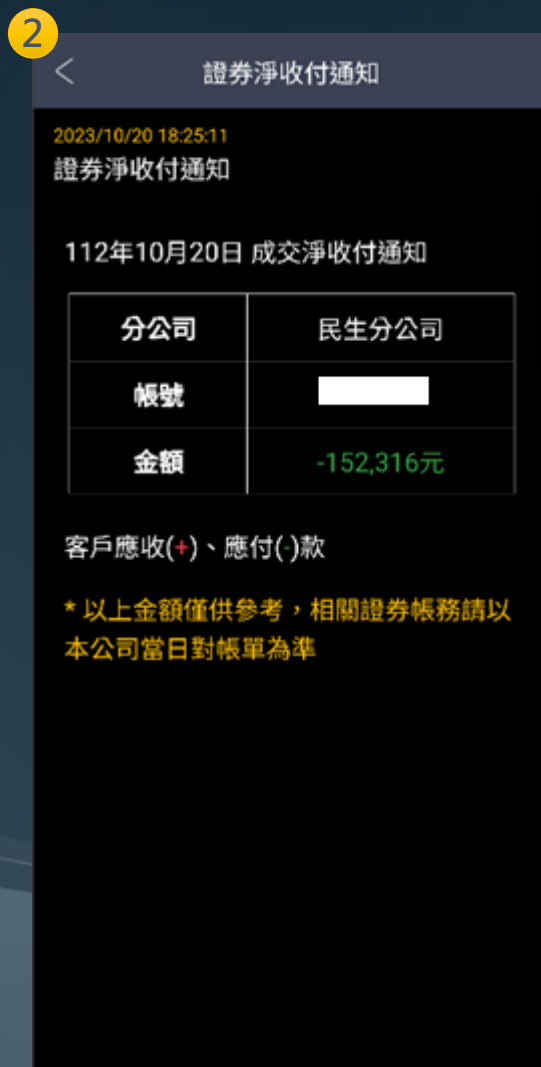 2
證券淨收付通知
2023/10/20 18:25:11
證券淨收付通知
112年10月20日 成交淨收付通知
分公司 民生分公司
帳號
金額 -152,316元
客戶應收(+)、應付(-)款
* 以上金額僅供參考，相關證券帳務請以
本公司當日對帳單為準